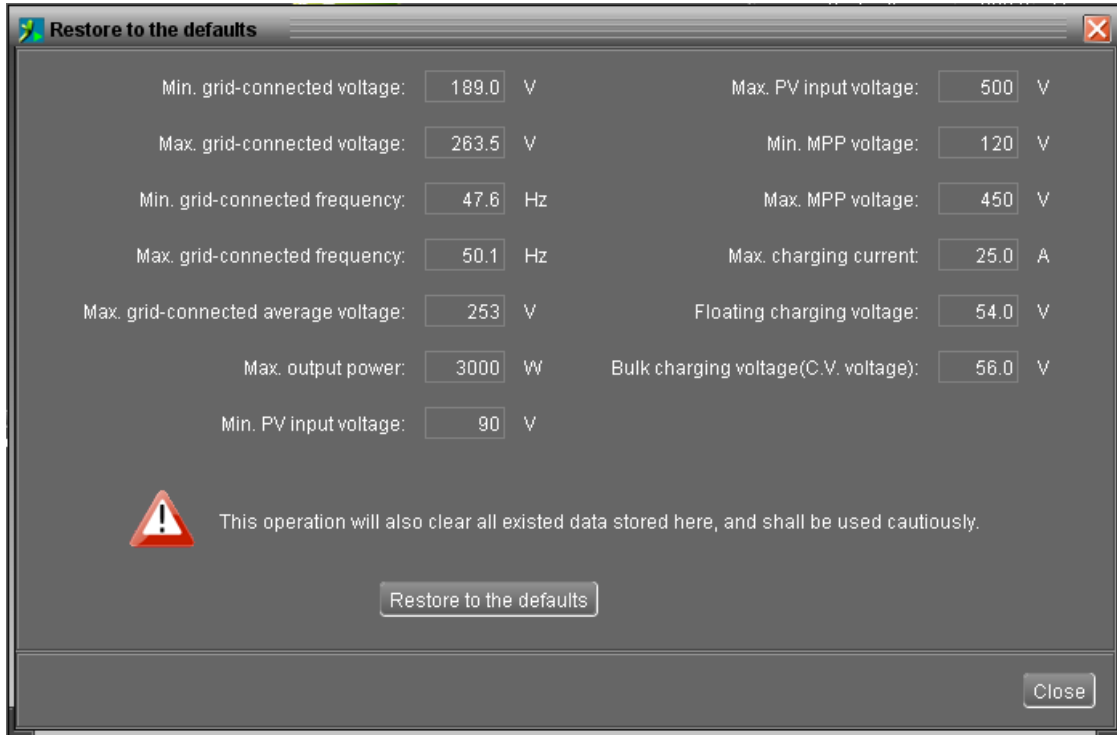 Restore to the defaults
Min. grid-connected voltage: 189.0 V Max. PV input voltage: 500 V
Max. grid-connected voltage: 263.5 V Min. MPP voltage: 120 V
Min. grid-connected frequency: 47.6 Hz Max. MPP voltage: 450 V
Max. grid-connected frequency: 50.1 Hz Max. charging current: 25.0 A
Max. grid-connected average voltage: 253 V Floating charging voltage: 54.0 V
Max. output power: 3000 W Bulk charging voltage(C.V. voltage): 56.0 V
Min. PV input voltage: 90 V
This operation will also clear all existed data stored here, and shall be used cautiously.
Restore to the defaults
Close